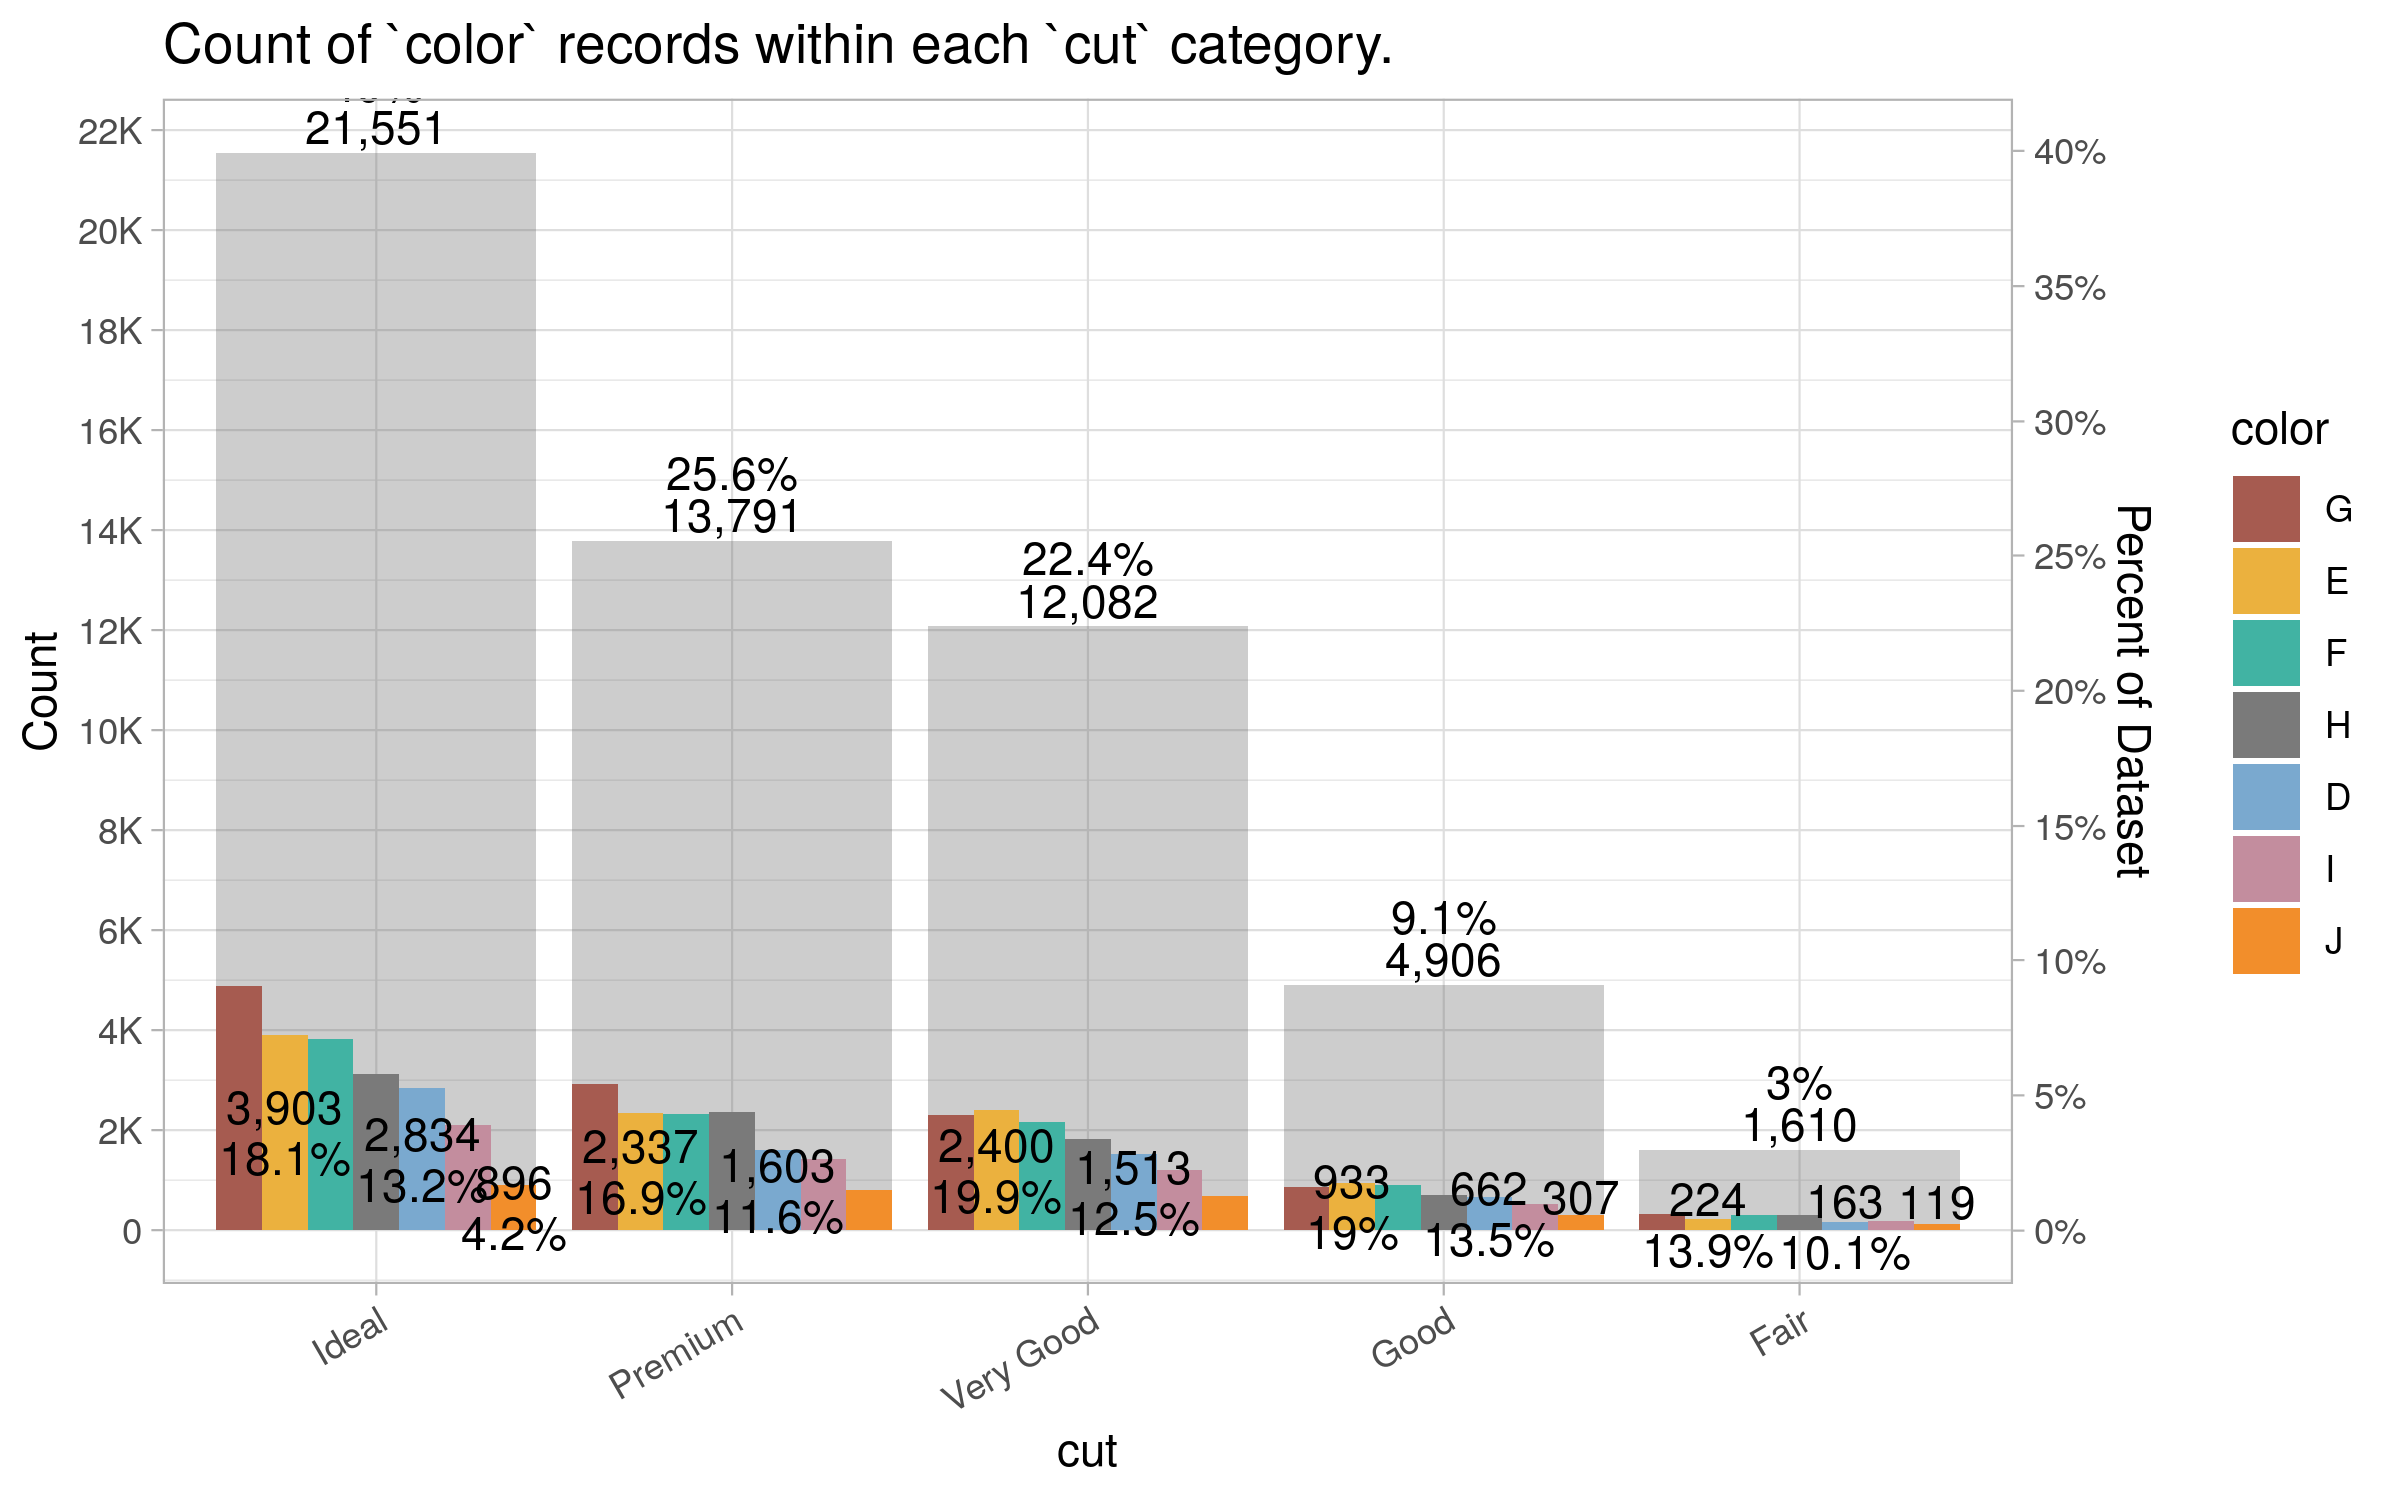 Count of `color` records within each `cut` category.
22K
20K
18K
16K
14K
12K
10K
8K
6K
4K
2K
0
Count
21,551
25.6%
13,791
22.4%
12,082
9.1%
4,906
3%
1,610
3,903
18.1%
2,834
13.2%
896
4.2%
2,337
16.9%
1,603
11.6%
2,400
19.9%
1,513
12.5%
933
19%
662
13.5%
307
224
13.9%
163
10.1%
119
40%
35%
30%
25%
20%
15%
10%
5%
0%
Percent of Dataset
Ideal
Premium
Very Good
Good
Fair
cut
color
G
E
F
H
D
I
J